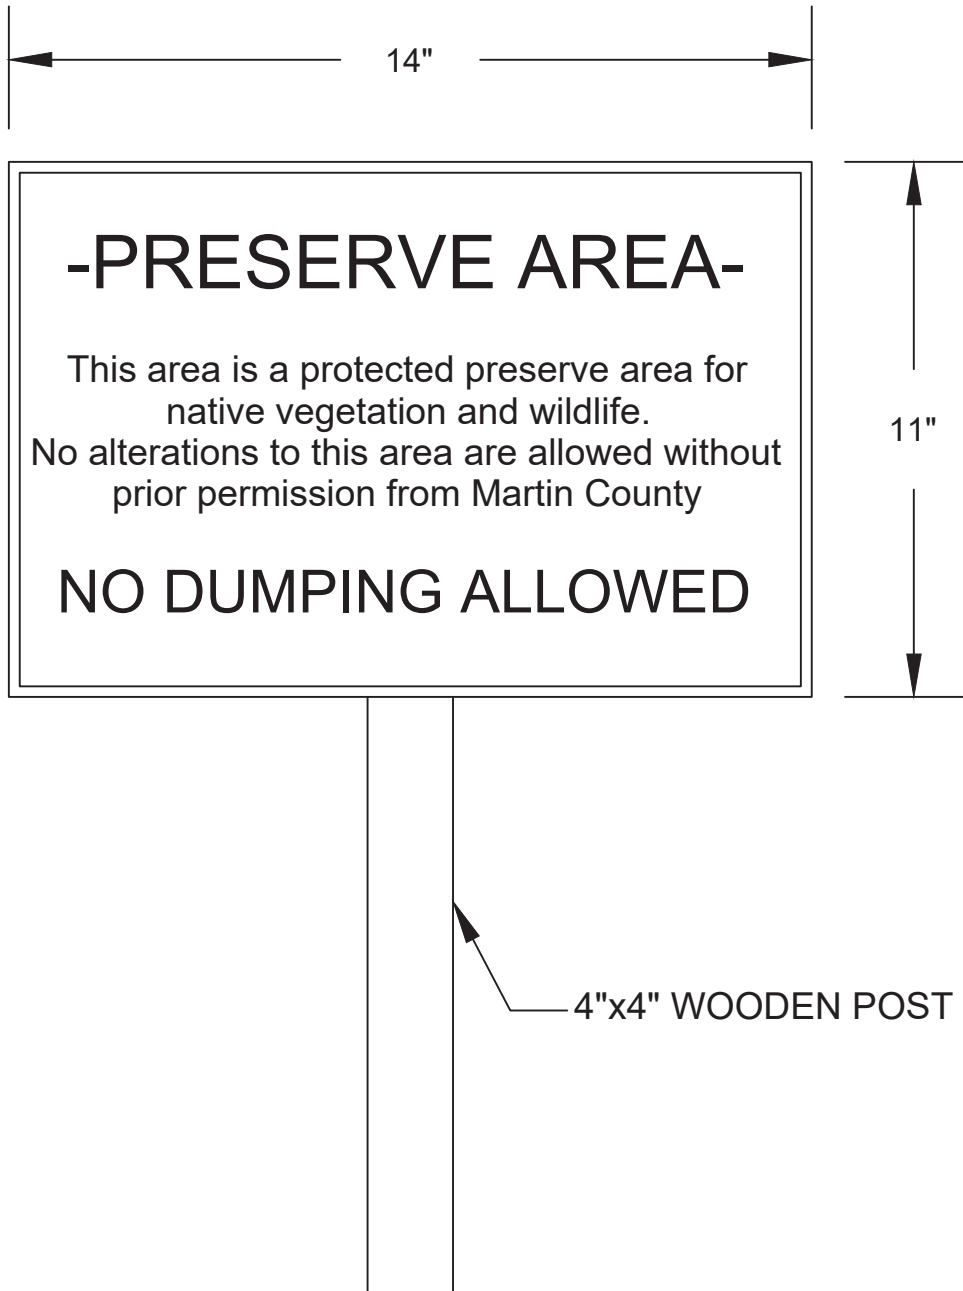 14"
-PRESERVE AREA-
This area is a protected preserve area for
native vegetation and wildlife.
No alterations to this area are allowed without
prior permission from Martin County
NO DUMPING ALLOWED
11"
4"x4" WOODEN POST